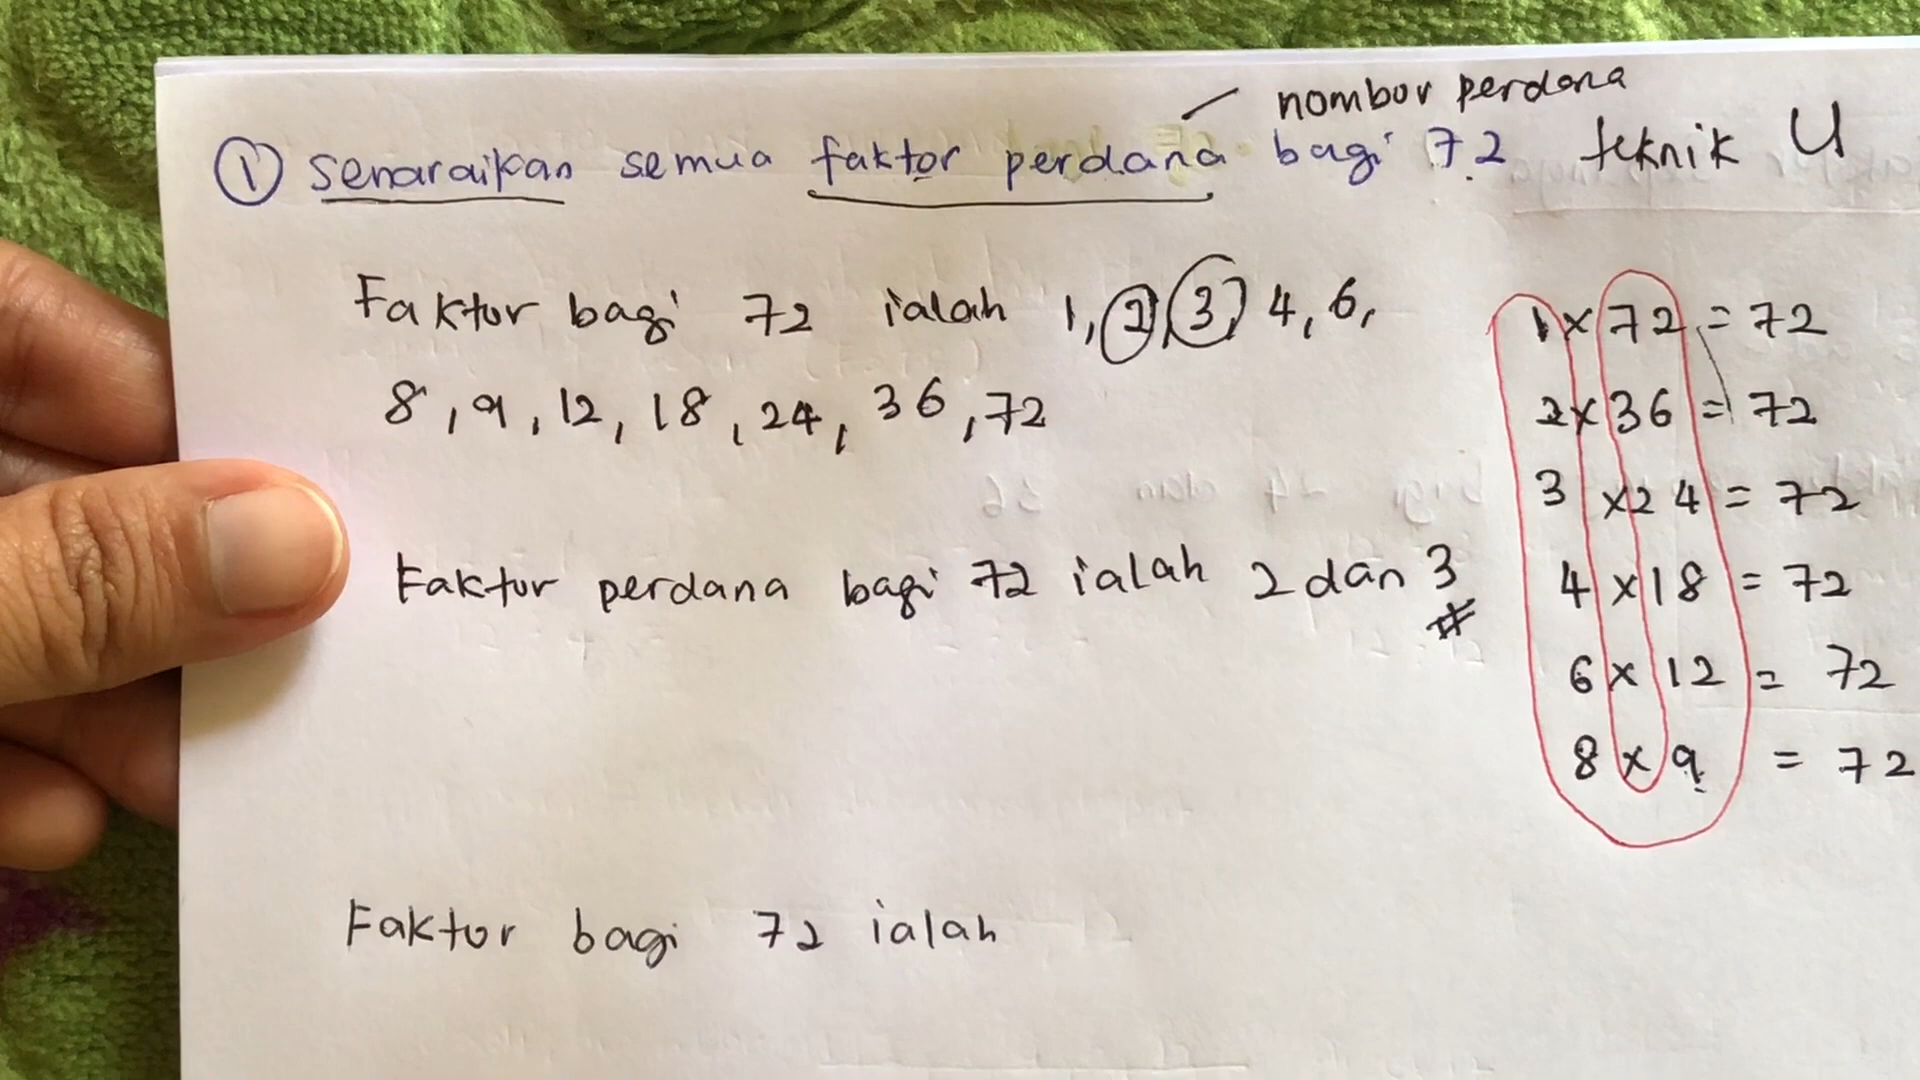 nombor perdana
① Senaraikan semua faktor perdana bagi 72 teknik U
Faktor bagi 72 ialah 1, 2, 3, 4, 6,
8, 9, 12, 18, 24, 36, 72
Faktor perdana bagi 72 ialah 2 dan 3
#
1 x 72 = 72
2 x 36 = 72
3 x 24 = 72
4 x 18 = 72
6 x 12 = 72
8 x 9 = 72
Faktor bagi 72 ialah